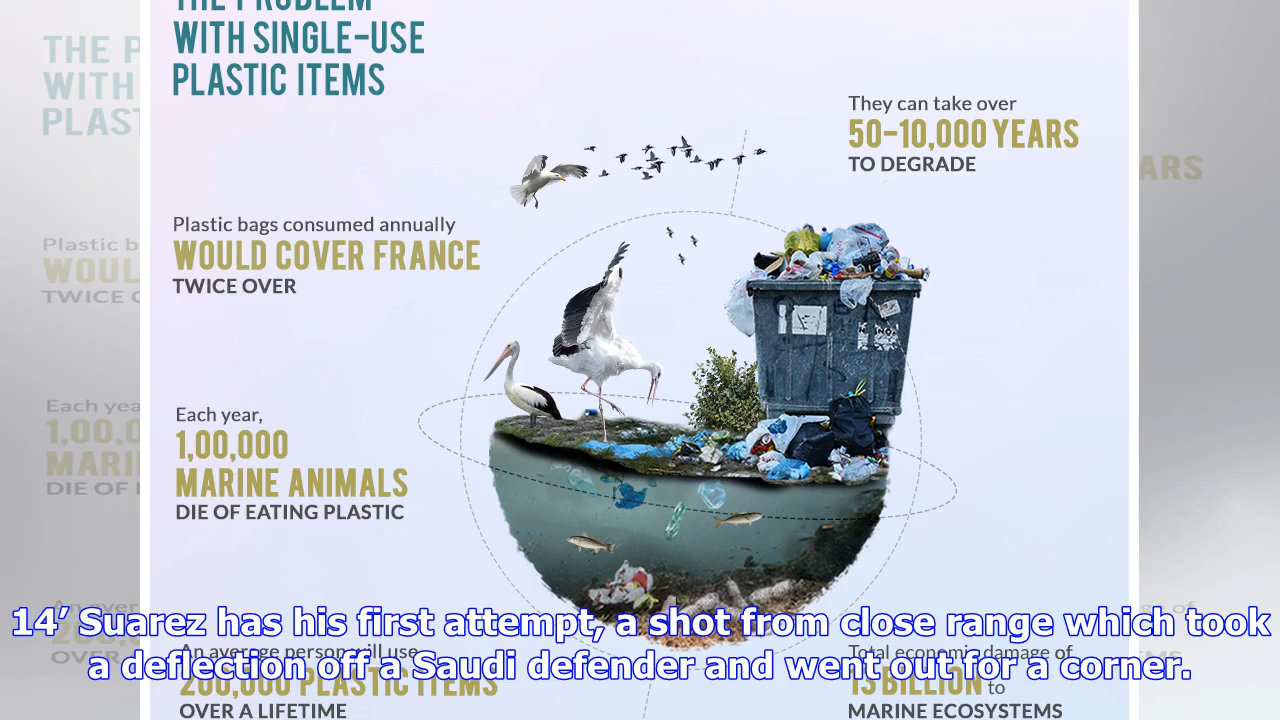 THE PROBLEM
WITH SINGLE-USE
PLASTIC ITEMS
They can take over
50-10,000 YEARS
TO DEGRADE
Plastic bags consumed annually
WOULD COVER FRANCE
TWICE OVER
Each year,
1,00,000
MARINE ANIMALS
DIE OF EATING PLASTIC
An average person will use
200,000 PLASTIC ITEMS
OVER A LIFETIME
Total economic damage of
13 BILLION to
MARINE ECOSYSTEMS
14’ Suarez has his first attempt, a shot from close range which took
a deflection off a Saudi defender and went out for a corner.